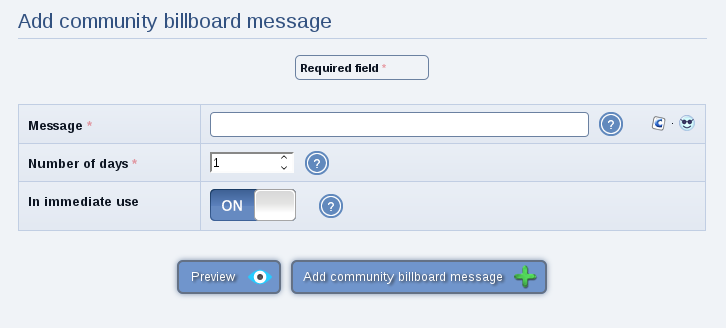 Add community billboard message
Required field *
Message *
?
Number of days *
1
?
In immediate use
ON
?
Preview
Add community billboard message